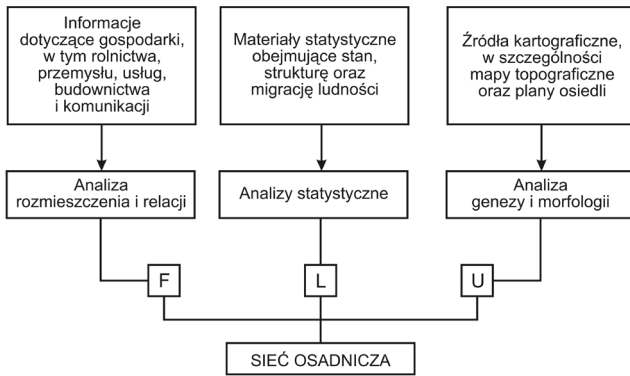 Informacje
dotyczące gospodarki,
w tym rolnictwa,
przemysłu, usług,
budownictwa
i komunikacji
Materiały statystyczne
obejmujące stan,
strukturę oraz
migrację ludności
Źródła kartograficzne,
w szczególności
mapy topograficzne
oraz plany osiedli
Analiza
rozmieszczenia i relacji
Analizy statystyczne
Analiza
genezy i morfologii
F
L
U
SIEĆ OSADNICZA